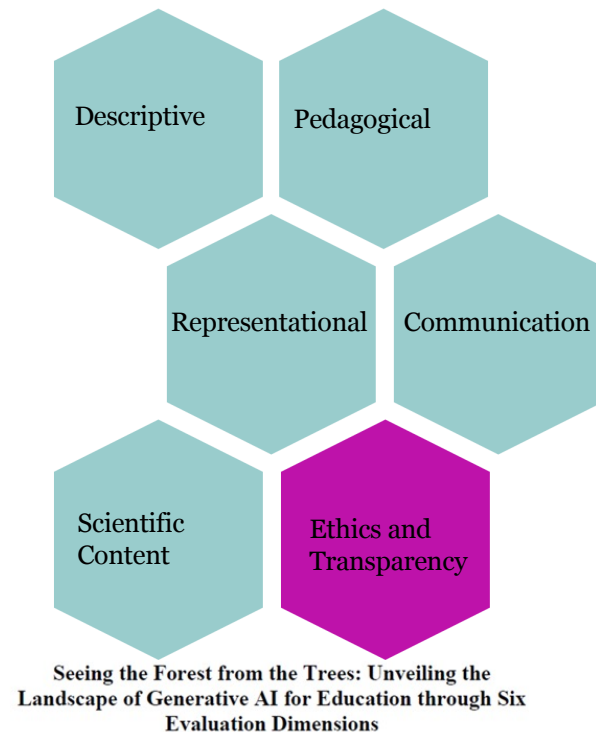 Descriptive
Pedagogical
Representational
Communication
Scientific
Content
Ethics and
Transparency
Seeing the Forest from the Trees: Unveiling the
Landscape of Generative AI for Education through Six
Evaluation Dimensions